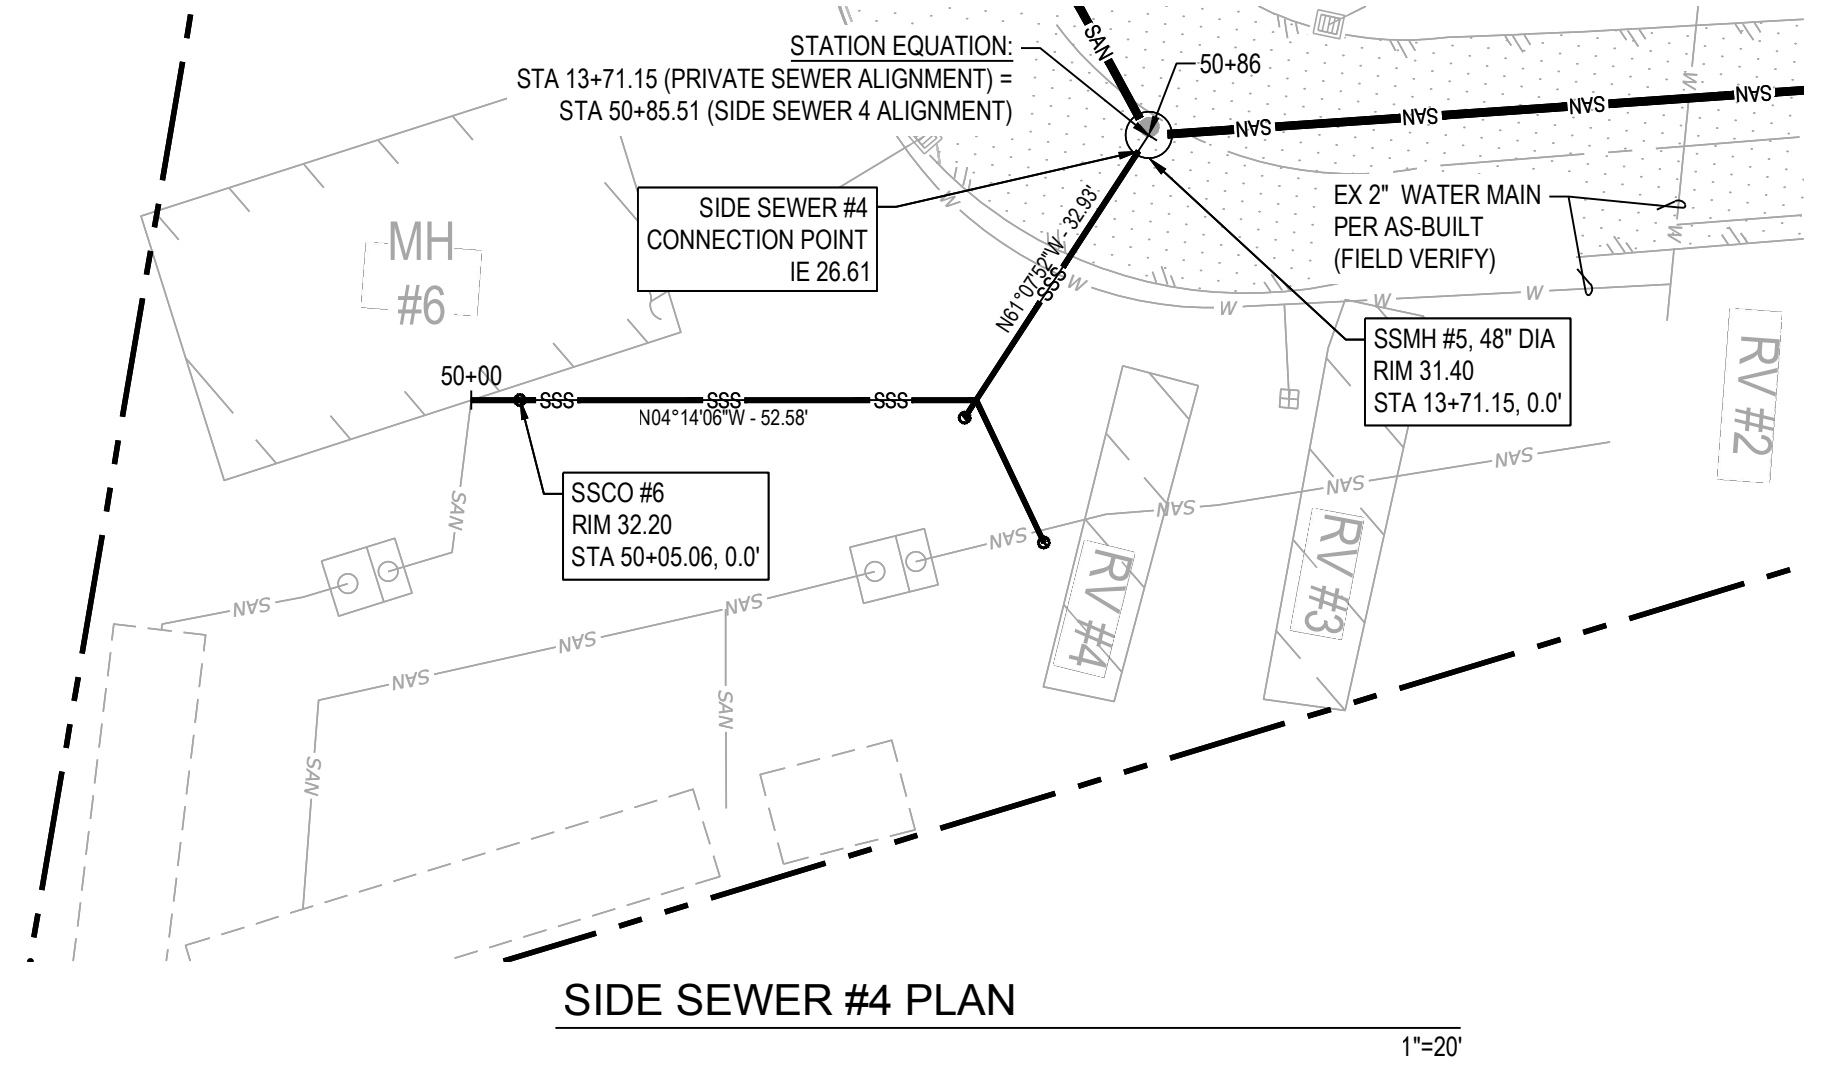 STATION EQUATION:
STA 13+71.15 (PRIVATE SEWER ALIGNMENT) =
STA 50+85.51 (SIDE SEWER 4 ALIGNMENT)
50+86
SAN
SAN
SAN
SAN
SAN
W
MH
#6
SIDE SEWER #4
CONNECTION POINT
IE 26.61
W
N61°07'52"W - 32.93'
SSS
EX 2" WATER MAIN
PER AS-BUILT
(FIELD VERIFY)
W
W
W
W
W
SSMH #5, 48" DIA
RIM 31.40
STA 13+71.15, 0.0'
RV #2
50+00
SSS
SSS
SSS
N04°14'06"W - 52.58'
SSCO #6
RIM 32.20
STA 50+05.06, 0.0'
SAN
SAN
SAN
SAN
SAN
RV #4
RV #3
SAN
SAN
SAN
SAN
SAN
SAN
SIDE SEWER #4 PLAN
1"=20'